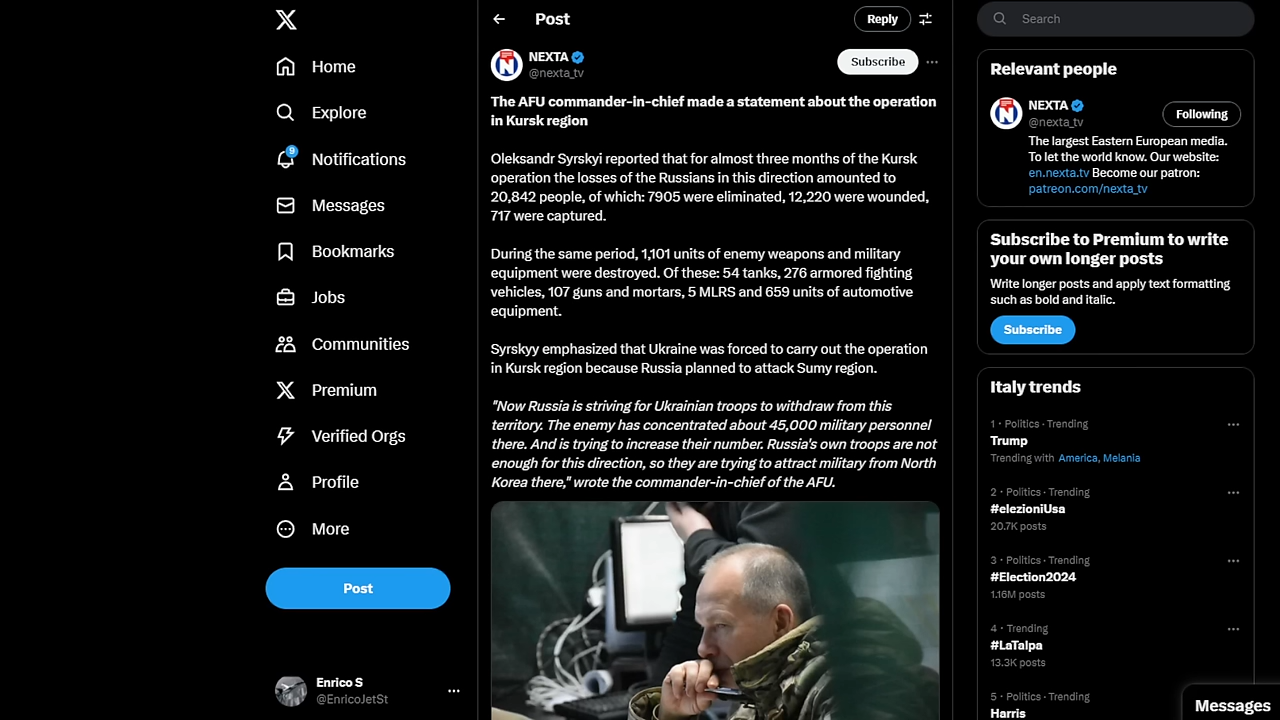 Home
Explore
9
Notifications
Messages
Bookmarks
Jobs
Communities
Premium
Verified Orgs
Profile
More
Post
Enrico S
@EnricoJetSt
Post
Reply
NEXTA
@nexta_tv
Subscribe
The AFU commander-in-chief made a statement about the operation
in Kursk region
Oleksandr Syrskyi reported that for almost three months of the Kursk
operation the losses of the Russians in this direction amounted to
20,842 people, of which: 7905 were eliminated, 12,220 were wounded,
717 were captured.
During the same period, 1,101 units of enemy weapons and military
equipment were destroyed. Of these: 54 tanks, 276 armored fighting
vehicles, 107 guns and mortars, 5 MLRS and 659 units of automotive
equipment.
Syrskyy emphasized that Ukraine was forced to carry out the operation
in Kursk region because Russia planned to attack Sumy region.
"Now Russia is striving for Ukrainian troops to withdraw from this
territory. The enemy has concentrated about 45,000 military personnel
there. And is trying to increase their number. Russia's own troops are not
enough for this direction, so they are trying to attract military from North
Korea there," wrote the commander-in-chief of the AFU.
Search
Relevant people
NEXTA
@nexta_tv
Following
The largest Eastern European media.
To let the world know. Our website:
en.nexta.tv Become our patron:
patreon.com/nexta_tv
Subscribe to Premium to write
your own longer posts
Write longer posts and apply text formatting
such as bold and italic.
Subscribe
Italy trends
1 · Politics · Trending
Trump
Trending with America, Melania
2 · Politics · Trending
#elezioniUsa
20.7K posts
3 · Politics · Trending
#Election2024
1.16M posts
4 · Trending
#LaTalpa
13.3K posts
5 · Politics · Trending
Harris
Messages